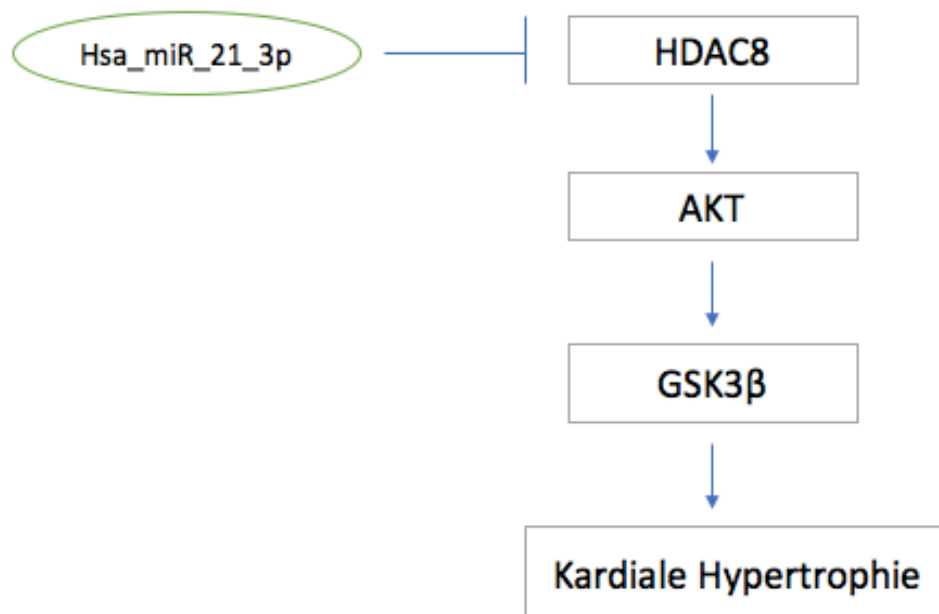 Hsa_miR_21_3p
HDAC8
AKT
GSK3β
Kardiale Hypertrophie